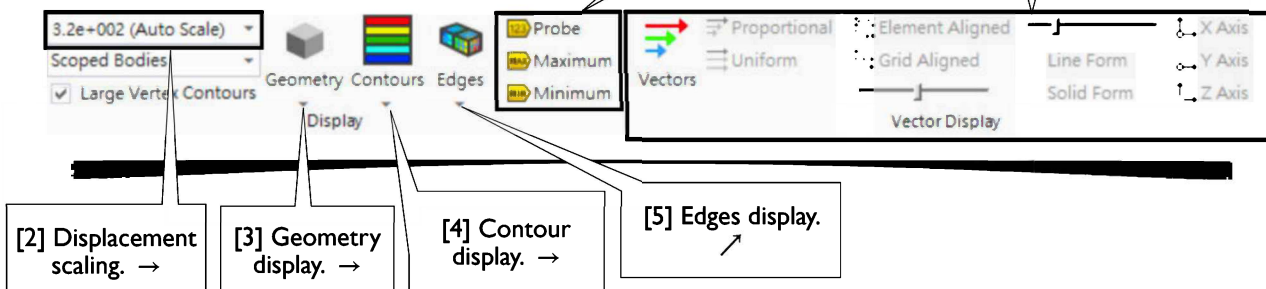 3.2e+002 (Auto Scale)
Scoped Bodies
Large Vertex Contours
Geometry
Contours
Edges
Display
Probe
Maximum
Minimum
Vectors
Proportional
Uniform
Element Aligned
Grid Aligned
Line Form
Solid Form
X Axis
Y Axis
Z Axis
Vector Display
[2] Displacement
scaling. →
[3] Geometry
display. →
[4] Contour
display. →
[5] Edges display.
↗